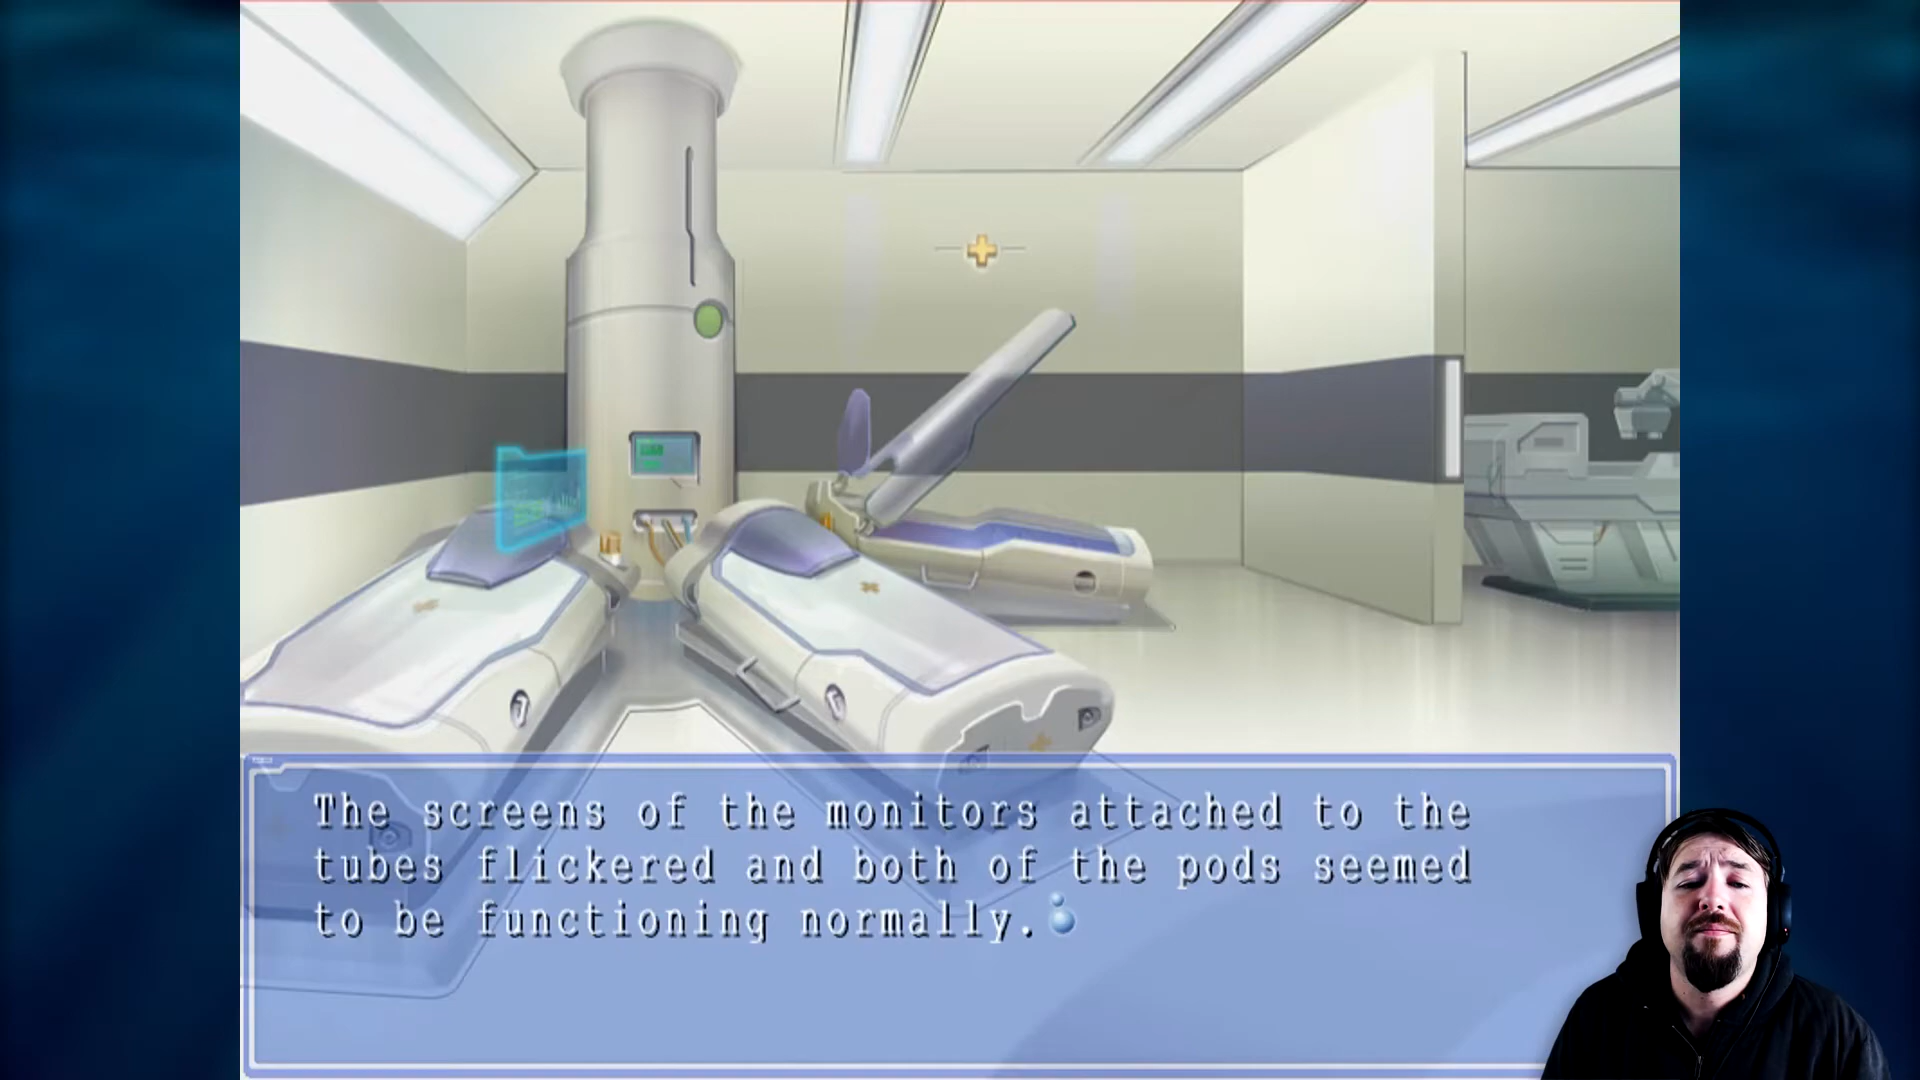 The screens of the monitors attached to the
tubes flickered and both of the pods seemed
to be functioning normally.